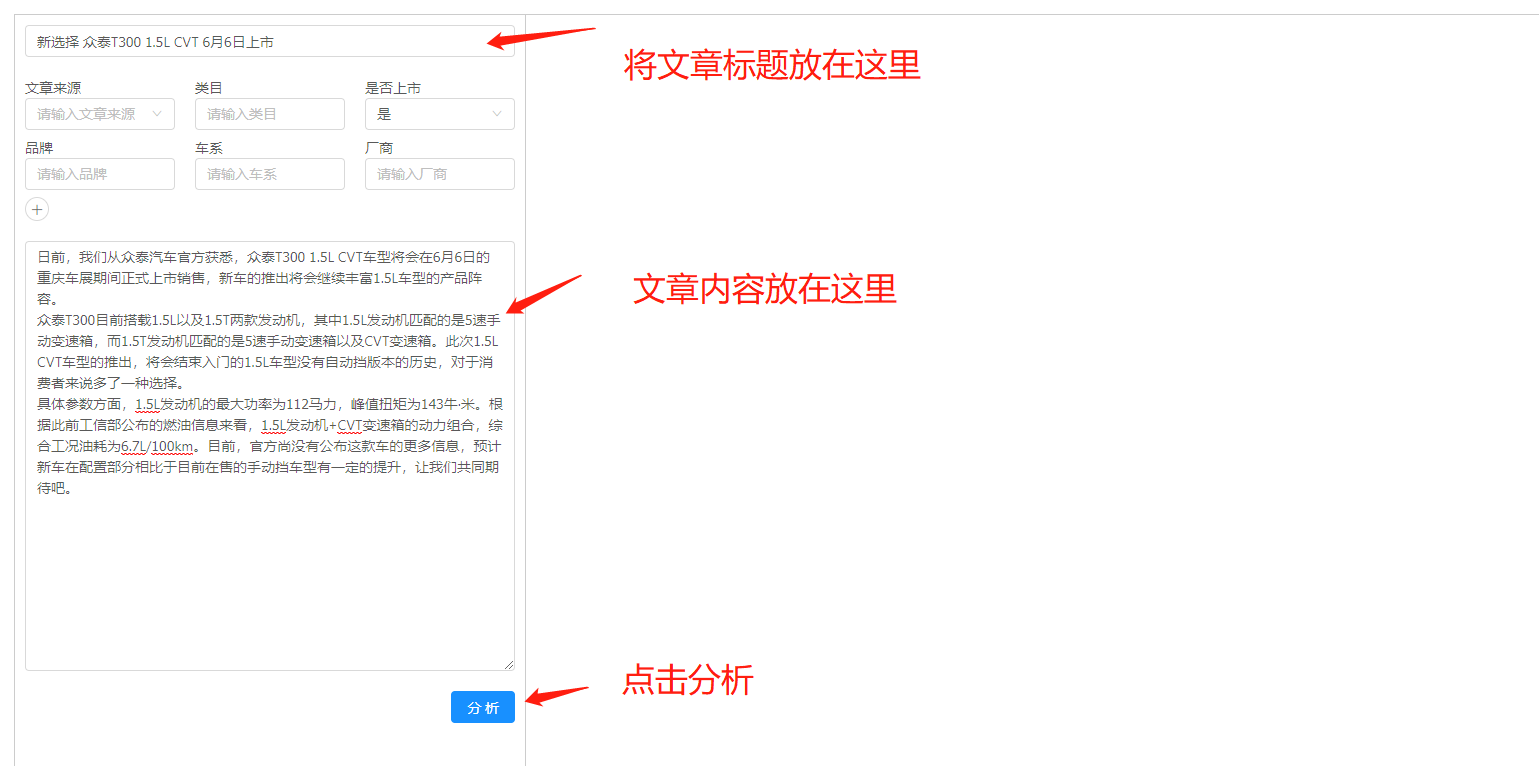 新选择 众泰T300 1.5L CVT 6月6日上市
将文章标题放在这里
文章来源 类目 是否上市
请输入文章来源 请输入类目 是
品牌 车系 厂商
请输入品牌 请输入车系 请输入厂商
日前，我们从众泰汽车官方获悉，众泰T300 1.5L CVT车型将会在6月6日的
重庆车展期间正式上市销售，新车的推出将会继续丰富1.5L车型的产品阵
容。
文章内容放在这里
众泰T300目前搭载1.5L以及1.5T两款发动机，其中1.5L发动机匹配的是5速手
动变速箱，而1.5T发动机匹配的是5速手动变速箱以及CVT变速箱。此次1.5L
CVT车型的推出，将会结束入门的1.5L车型没有自动挡版本的历史，对于消
费者来说多了一种选择。
具体参数方面，1.5L发动机的最大功率为112马力，峰值扭矩为143牛·米。根
据此前工信部公布的燃油信息来看，1.5L发动机+CVT变速箱的动力组合，综
合工况油耗为6.7L/100km。目前，官方尚没有公布这款车的更多信息，预计
新车在配置部分相比于目前在售的手动挡车型有一定的提升，让我们共同期
待吧。
点击分析
分析